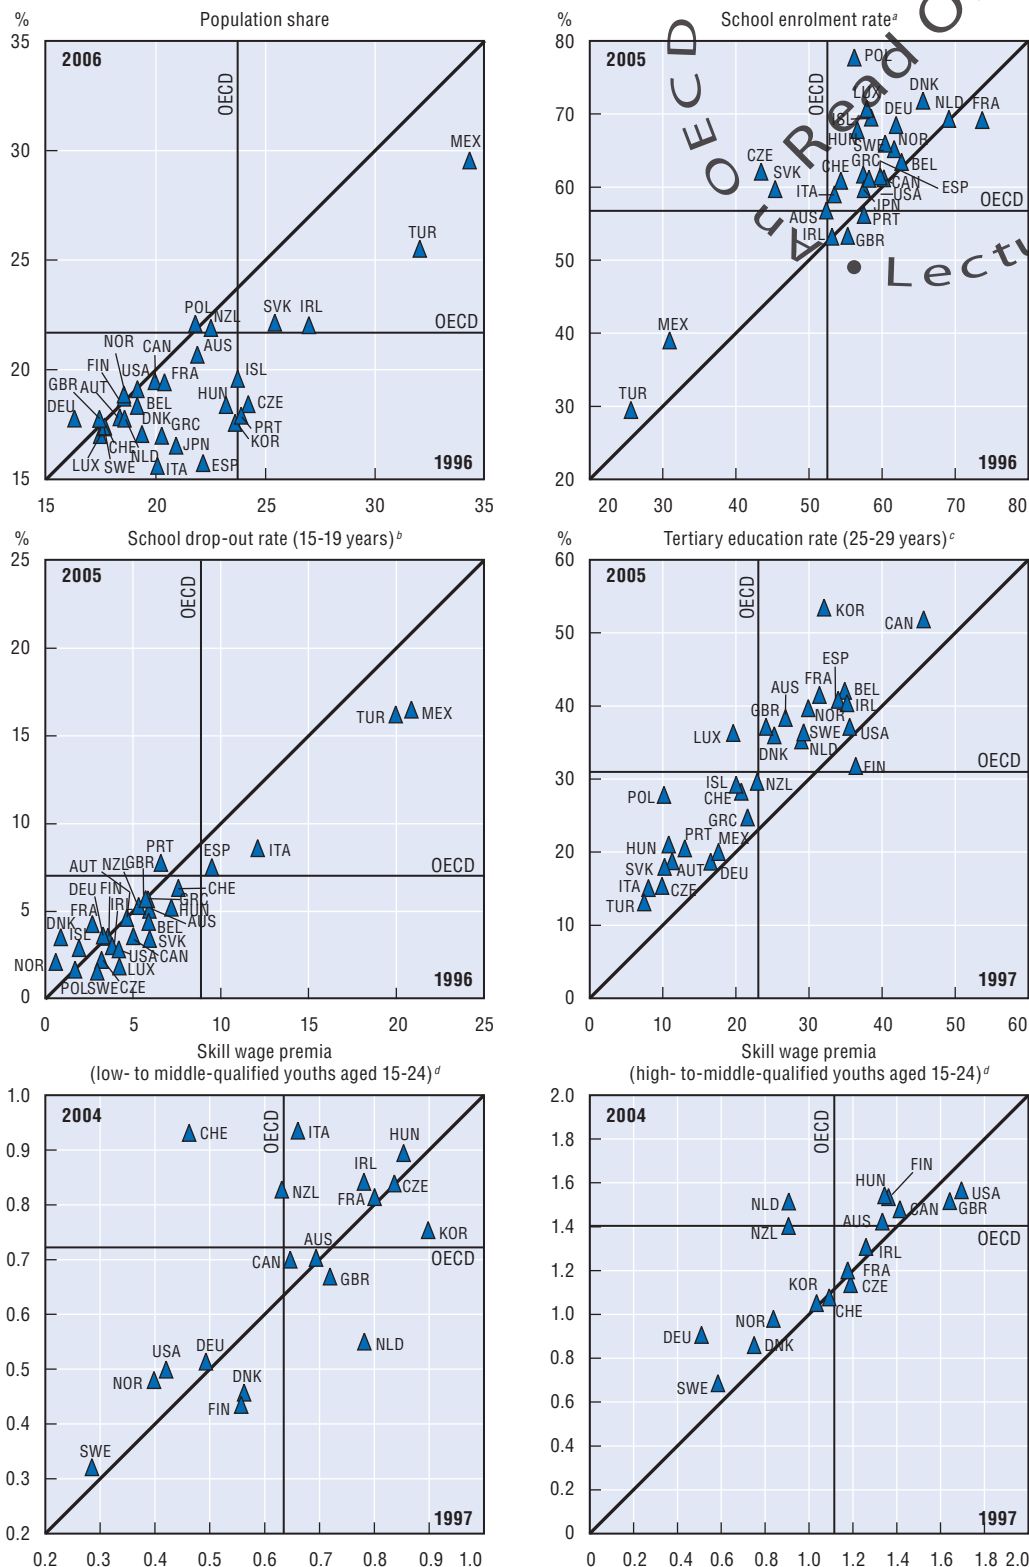 % Population share
35
2006
OECD
MEX
30
TUR
25
POL NZL SVK IRL
OECD
NOR CAN AUS
20
FIN USA FRA ISL
GBR AUT HUN
DEU BEL CZE
DNK GRC PRT
CHE JPN KOR
LUX SWE NLD ITA ESP
1996
15
15 20 25 30 35
% School enrolment rate a
80
2005
OECD
POL
LUX DNK
70
ISL DEU NLD FRA
HUN SWE NOR
CZE SVK CHE GRC BEL
60
ITA CAN ESP
USA
AUS JPN OECD
IRL GBR PRT
50
MEX
40
TUR
30
1996
20
20 30 40 50 60 70 80
OECD
Read O
An
• Lectu
% School drop-out rate (15-19 years) b
25
2005
OECD
20
TUR MEX
15
10
PRT ESP ITA
AUT NZL GBR OECD
DEU FIN CHE
FRA IRL GRC HUN
5
DNK ISL BEL AUS
SVK
NOR USA CAN
LUX
POL SWE CZE
1996
0
0 5 10 15 20 25
% Tertiary education rate (25-29 years) c
60
2005
OECD
KOR
CAN
50
ESP
FRA BEL
40
AUS IRL
GBR NOR
LUX SWE USA
DNK NLD
FIN OECD
30
ISL NZL
POL CHE
GRC
HUN PRT MEX
20
SVK AUT DEU
ITA CZE
TUR
10
1997
0
0 10 20 30 40 50 60
Skill wage premia
(low- to middle-qualified youths aged 15-24) d
1.0
2004
OECD
CHE ITA HUN
0.9
IRL
NZL FRA CZE
0.8
KOR
AUS
OECD
0.7
CAN
GBR
0.6
NLD
USA DEU
0.5
NOR DNK
FIN
0.4
SWE
0.3
1997
0.2
0.2 0.3 0.4 0.5 0.6 0.7 0.8 0.9 1.0
Skill wage premia
(high- to-middle-qualified youths aged 15-24) d
2.0
2004
OECD
1.8
FIN
1.6
HUN USA
NLD CAN GBR
1.4
NZL AUS OECD
IRL
1.2
FRA
KOR CZE
1.0
NOR CHE
DEU DNK
0.8
SWE
0.6
0.4
0.2
1997
0
0 0.2 0.4 0.6 0.8 1.0 1.2 1.4 1.6 1.8 2.0